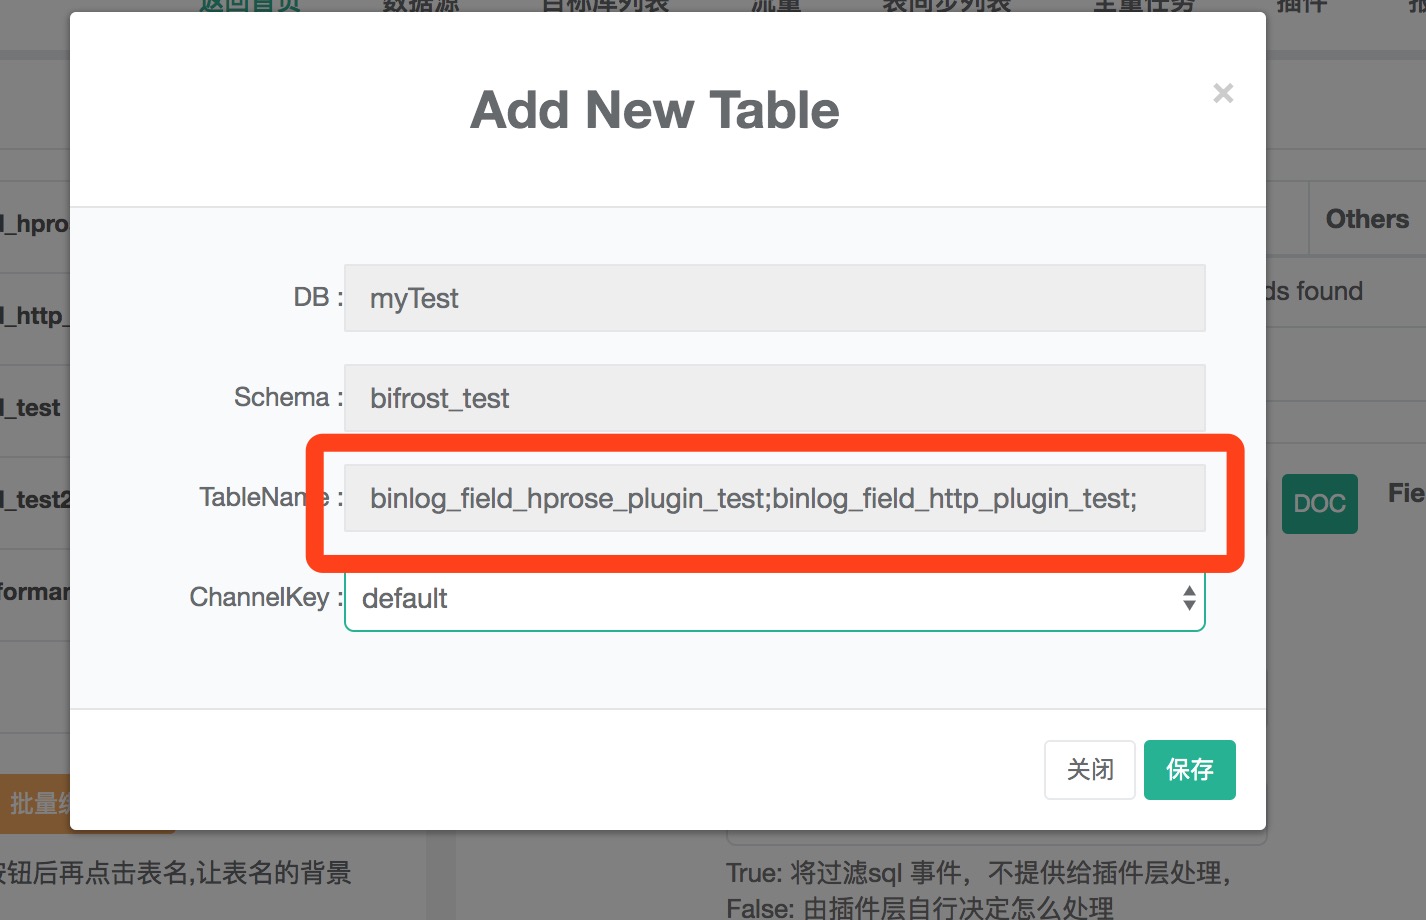 返回首页 数据源 目标库列表 流量 表同步列表 全量任务 插件
Add New Table
×
l_hpro
Others
DB :
myTest
ds found
l_http_
Schema :
bifrost_test
l_test
TableName :
binlog_field_hprose_plugin_test;binlog_field_http_plugin_test;
l_test2
DOC
Fie
forman
ChannelKey :
default
关闭
保存
批量
钮后再点击表名,让表名的背景
True: 将过滤sql 事件，不提供给插件层处理，
False: 由插件层自行决定怎么处理